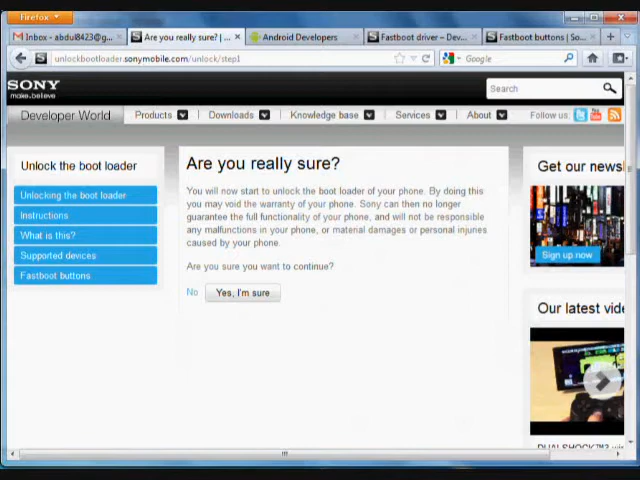 Firefox
Inbox - abdul8423@g...
Are you really sure? | ...
Android Developers
Fastboot driver – Dev...
Fastboot buttons | So...
unlockbootloader.sonymobile.com/unlock/step1
Google
SONY
make.believe
Search
Developer World
Products
Downloads
Knowledge base
Services
About
Follow us:
Unlock the boot loader
Unlocking the boot loader
Instructions
What is this?
Supported devices
Fastboot buttons
Are you really sure?
You will now start to unlock the boot loader of your phone. By doing this
you may void the warranty of your phone. Sony can then no longer
guarantee the full functionality of your phone, and will not be responsible
any malfunctions in your phone, or material damages or personal injuries
caused by your phone.
Are you sure you want to continue?
No
Yes, I'm sure
Get our newsl
Sign up now
Our latest vide